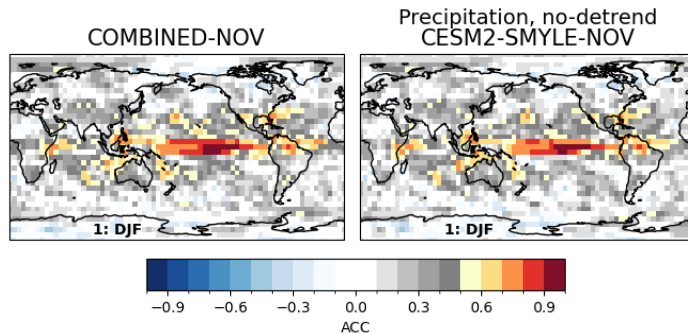 Precipitation, no-detrend
COMBINED-NOV
CESM2-SMYLE-NOV
1: DJF
1: DJF
−0.9 −0.6 −0.3 0.0 0.3 0.6 0.9
ACC